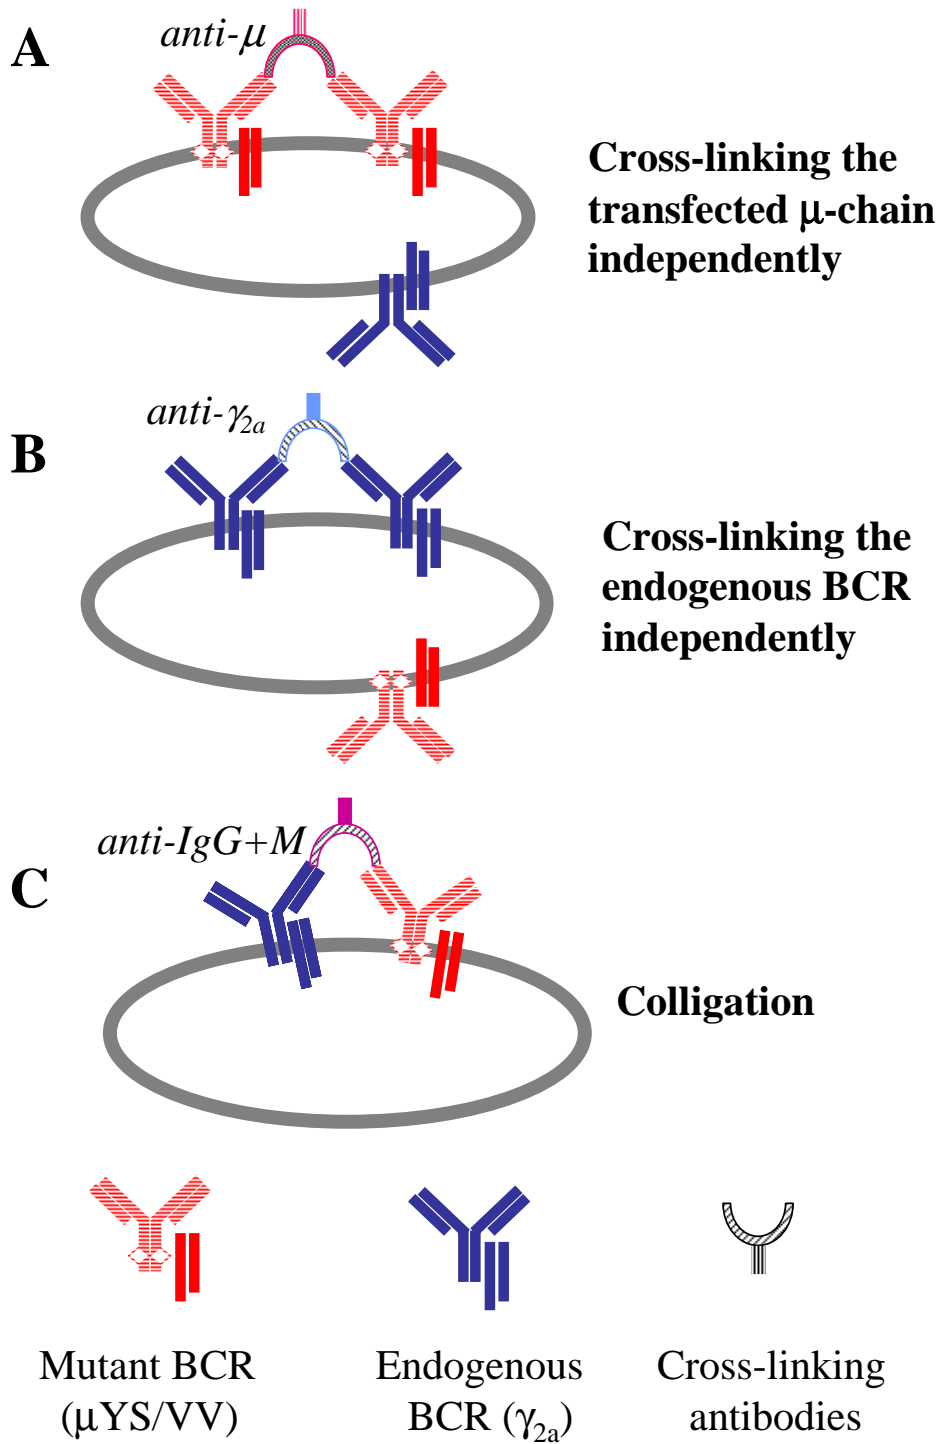 A
anti-μ
Cross-linking the
transfected μ-chain
independently
B
anti-γ2a
Cross-linking the
endogenous BCR
independently
C
anti-IgG+M
Colligation
Mutant BCR
(μYS/VV)
Endogenous
BCR (γ2a)
Cross-linking
antibodies